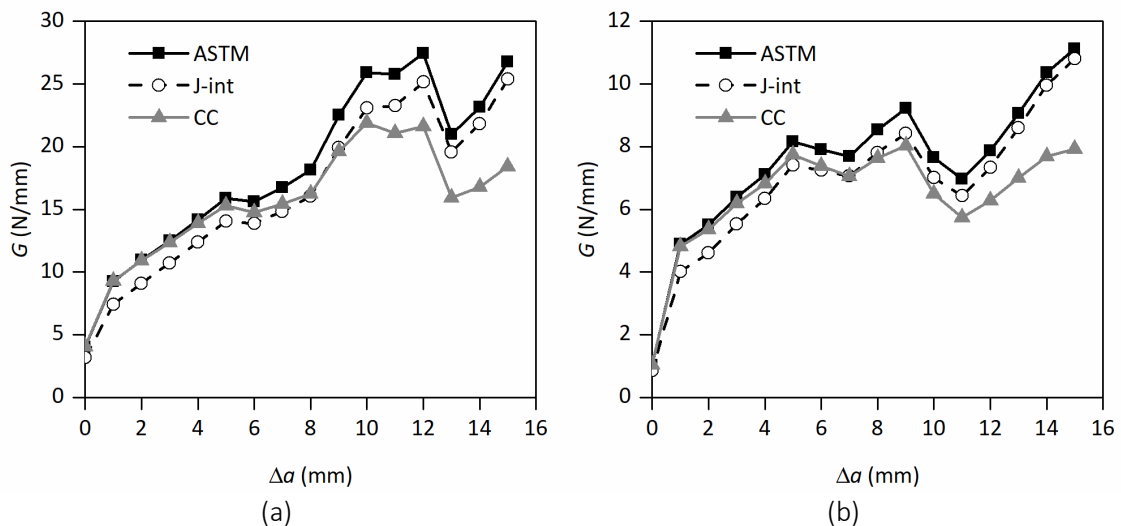 30
25
20
15
10
5
0
G (N/mm)
ASTM
J-int
CC
0 2 4 6 8 10 12 14 16
Δa (mm)
(a)
12
10
8
6
4
2
0
G (N/mm)
ASTM
J-int
CC
0 2 4 6 8 10 12 14 16
Δa (mm)
(b)